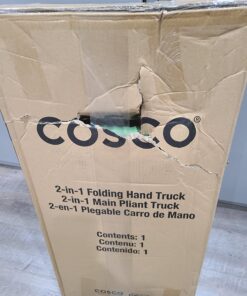 COSCO®
2-in-1 Folding Hand Truck
2-in-1 Main Pliant Truck
2-en-1 Plegable Carro de Mano
Contents: 1
Contenu: 1
Contenido: 1
COSCO